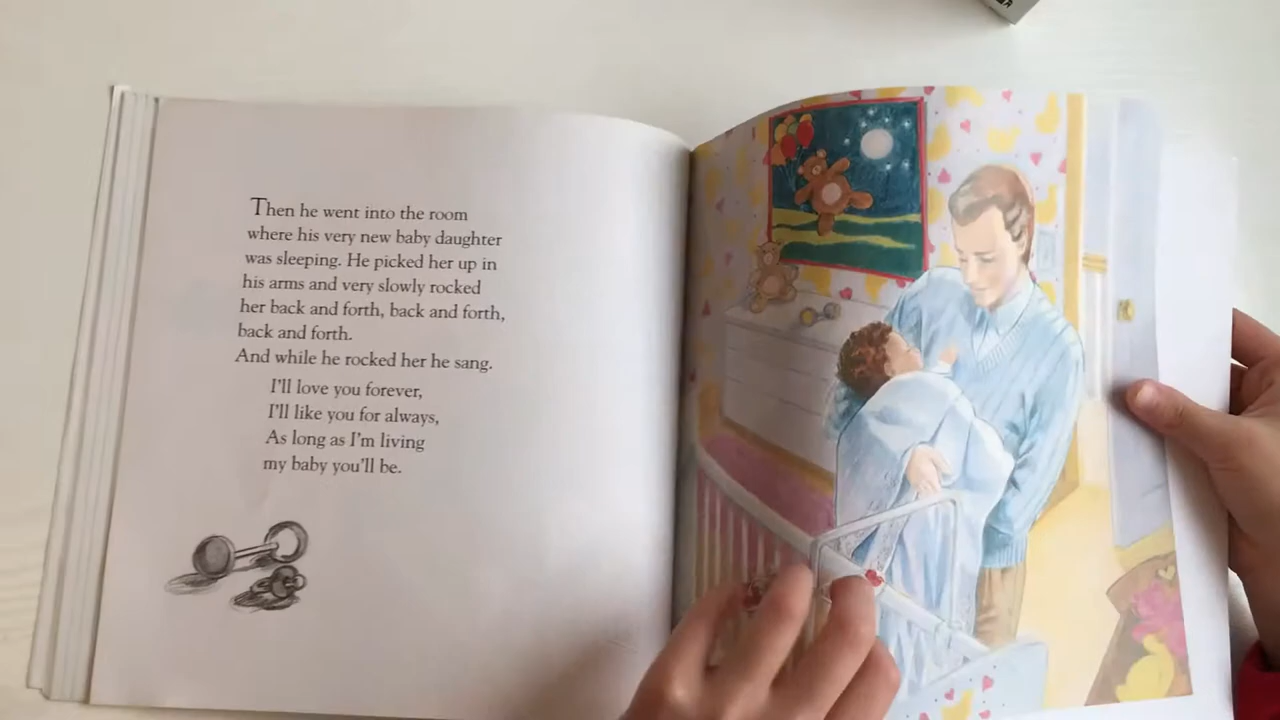 Then he went into the room
where his very new baby daughter
was sleeping. He picked her up in
his arms and very slowly rocked
her back and forth, back and forth,
back and forth.
And while he rocked her he sang.
I'll love you forever,
I'll like you for always,
As long as I'm living
my baby you'll be.